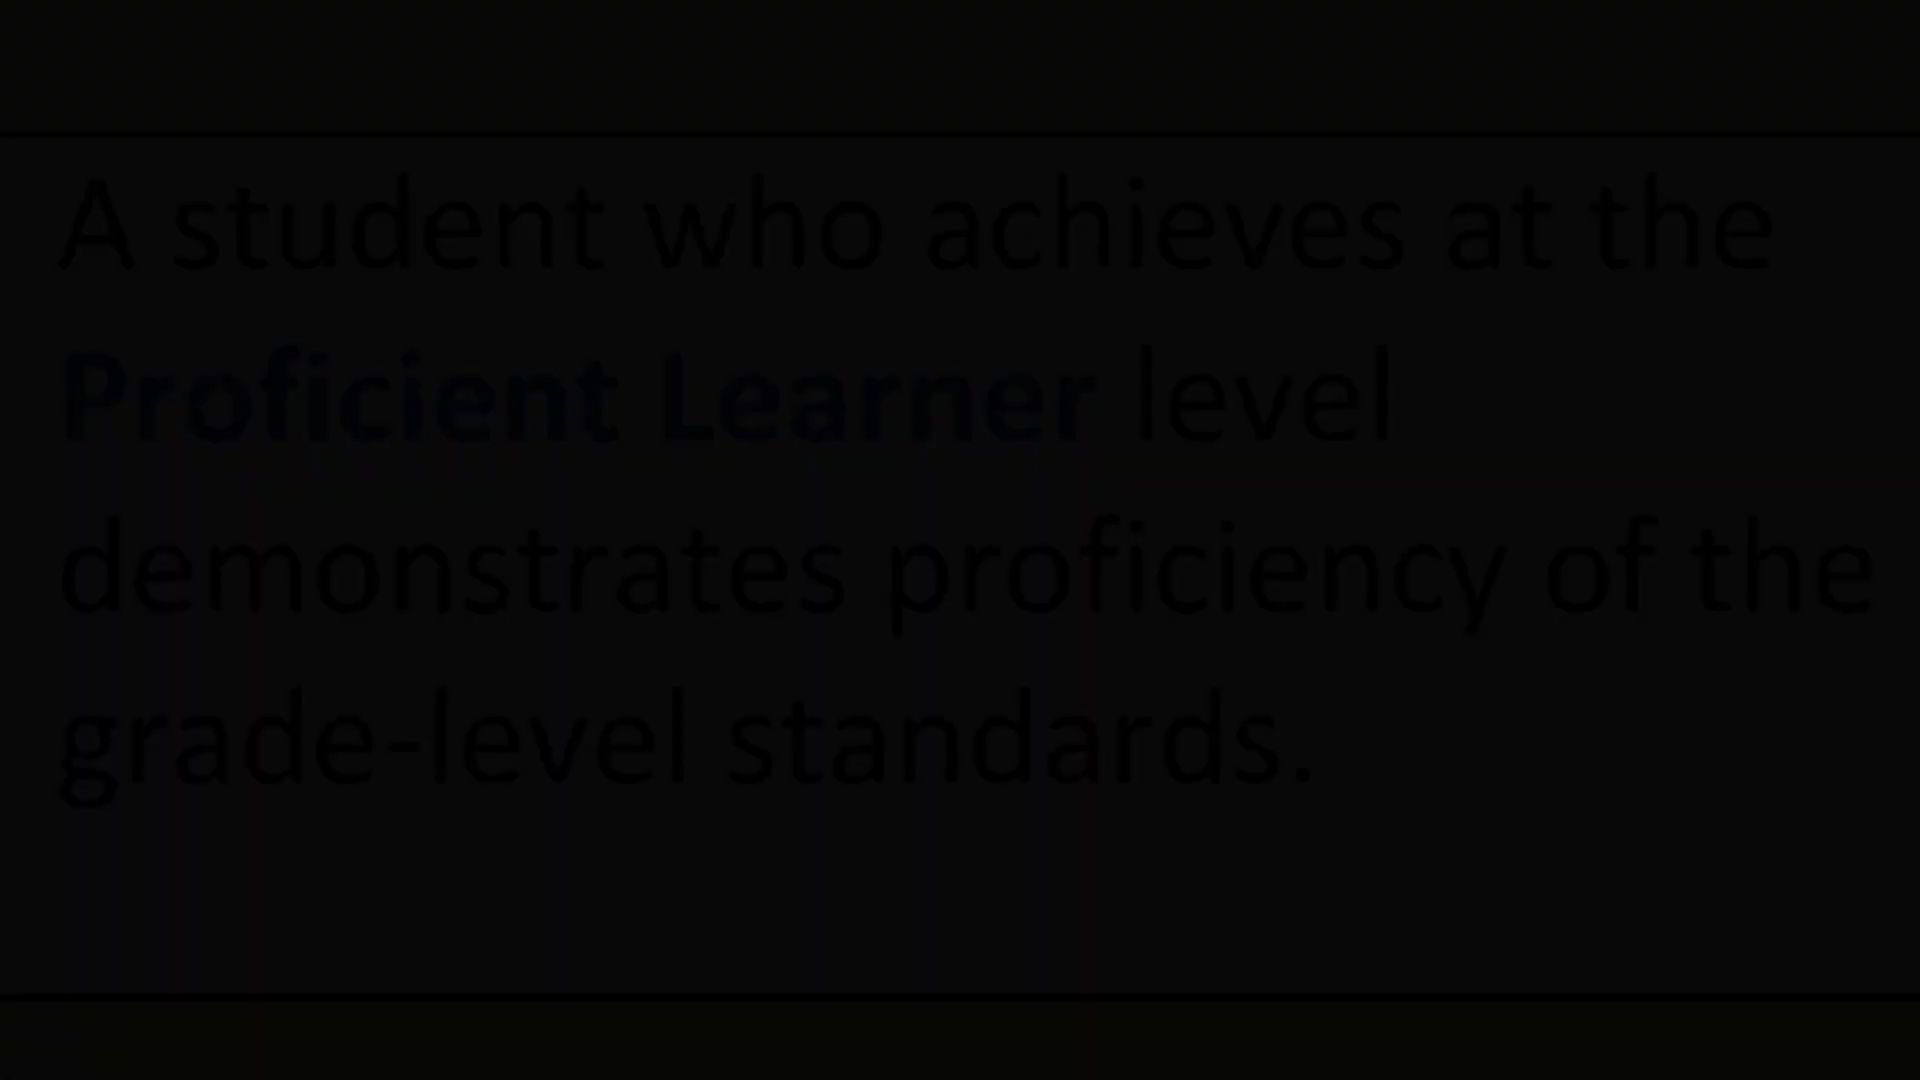 A student who achieves at the
Proficient Learner level
demonstrates proficiency of the
grade-level standards.